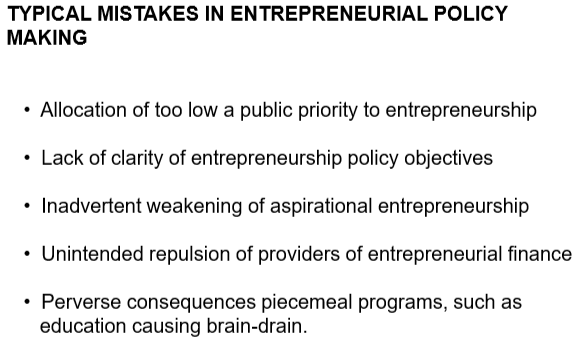 TYPICAL MISTAKES IN ENTREPRENEURIAL POLICY
MAKING
• Allocation of too low a public priority to entrepreneurship
• Lack of clarity of entrepreneurship policy objectives
• Inadvertent weakening of aspirational entrepreneurship
• Unintended repulsion of providers of entrepreneurial finance
• Perverse consequences piecemeal programs, such as
education causing brain-drain.